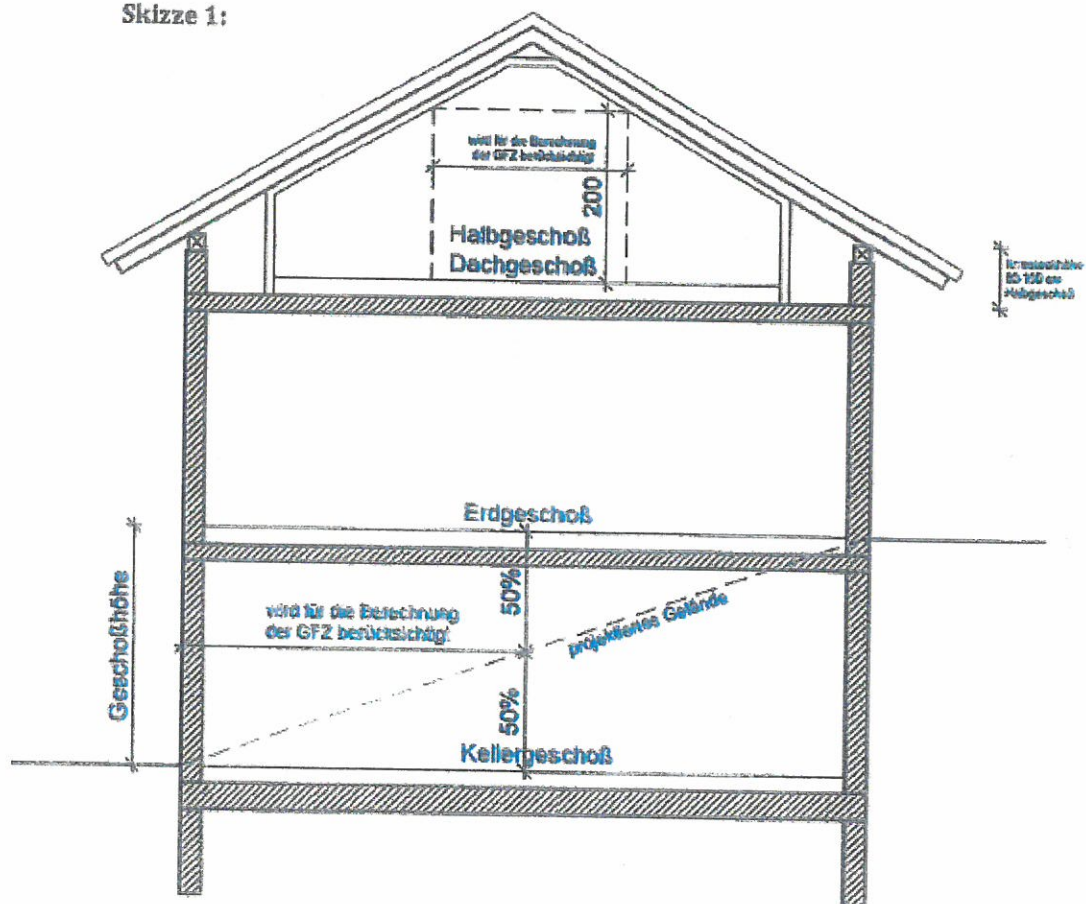 Skizze 1:
wird für die Berechnung
der GFZ berücksichtigt
200
Halbgeschoß
Dachgeschoß
Halbgeschoß
Erdgeschoß
Geschoßhöhe
50%
wird für die Berechnung
der GFZ berücksichtigt
projektiertes Gelände
50%
Kellergeschoß